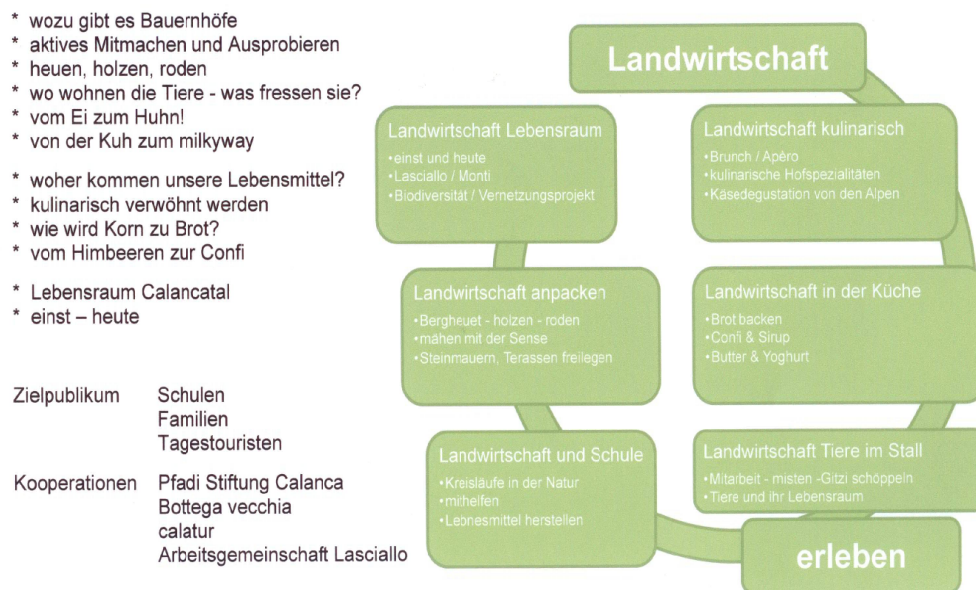 * wozu gibt es Bauernhöfe
* aktives Mitmachen und Ausprobieren
* heuen, holzen, roden
* wo wohnen die Tiere - was fressen sie?
* vom Ei zum Huhn!
* von der Kuh zum milkyway
* woher kommen unsere Lebensmittel?
* kulinarisch verwöhnt werden
* wie wird Korn zu Brot?
* vom Himbeeren zur Confi
* Lebensraum Calancatal
* einst – heute
Zielpublikum Schulen
Familien
Tagestouristen
Kooperationen Pfadi Stiftung Calanca
Bottega vecchia
calatur
Arbeitsgemeinschaft Lasciallo
Landwirtschaft
Landwirtschaft Lebensraum
•einst und heute
•Lasciallo / Monti
•Biodiversität / Vernetzungsprojekt
Landwirtschaft kulinarisch
•Brunch / Apêro
•kulinarische Hofspezialitäten
•Käsedegustation von den Alpen
Landwirtschaft anpacken
•Bergheuet - holzen - roden
•mähen mit der Sense
•Steinmauern, Terassen freilegen
Landwirtschaft in der Küche
•Brot backen
•Confi & Sirup
•Butter & Yoghurt
Landwirtschaft und Schule
•Kreisläufe in der Natur
•mithelfen
•Lebnesmittel herstellen
Landwirtschaft Tiere im Stall
•Mitarbeit - misten -Gitzi schöppeln
•Tiere und ihr Lebensraum
erleben